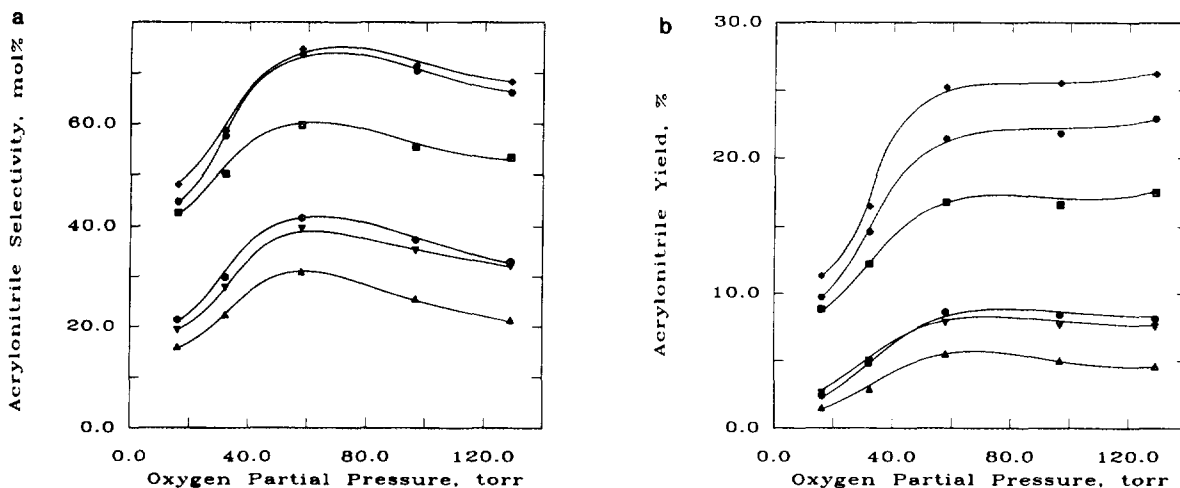 a
Acrylonitrile Selectivity, mol%
60.0
40.0
20.0
0.0
0.0 40.0 80.0 120.0
Oxygen Partial Pressure, torr
b
Acrylonitrile Yield, %
30.0
20.0
10.0
0.0
0.0 40.0 80.0 120.0
Oxygen Partial Pressure, torr